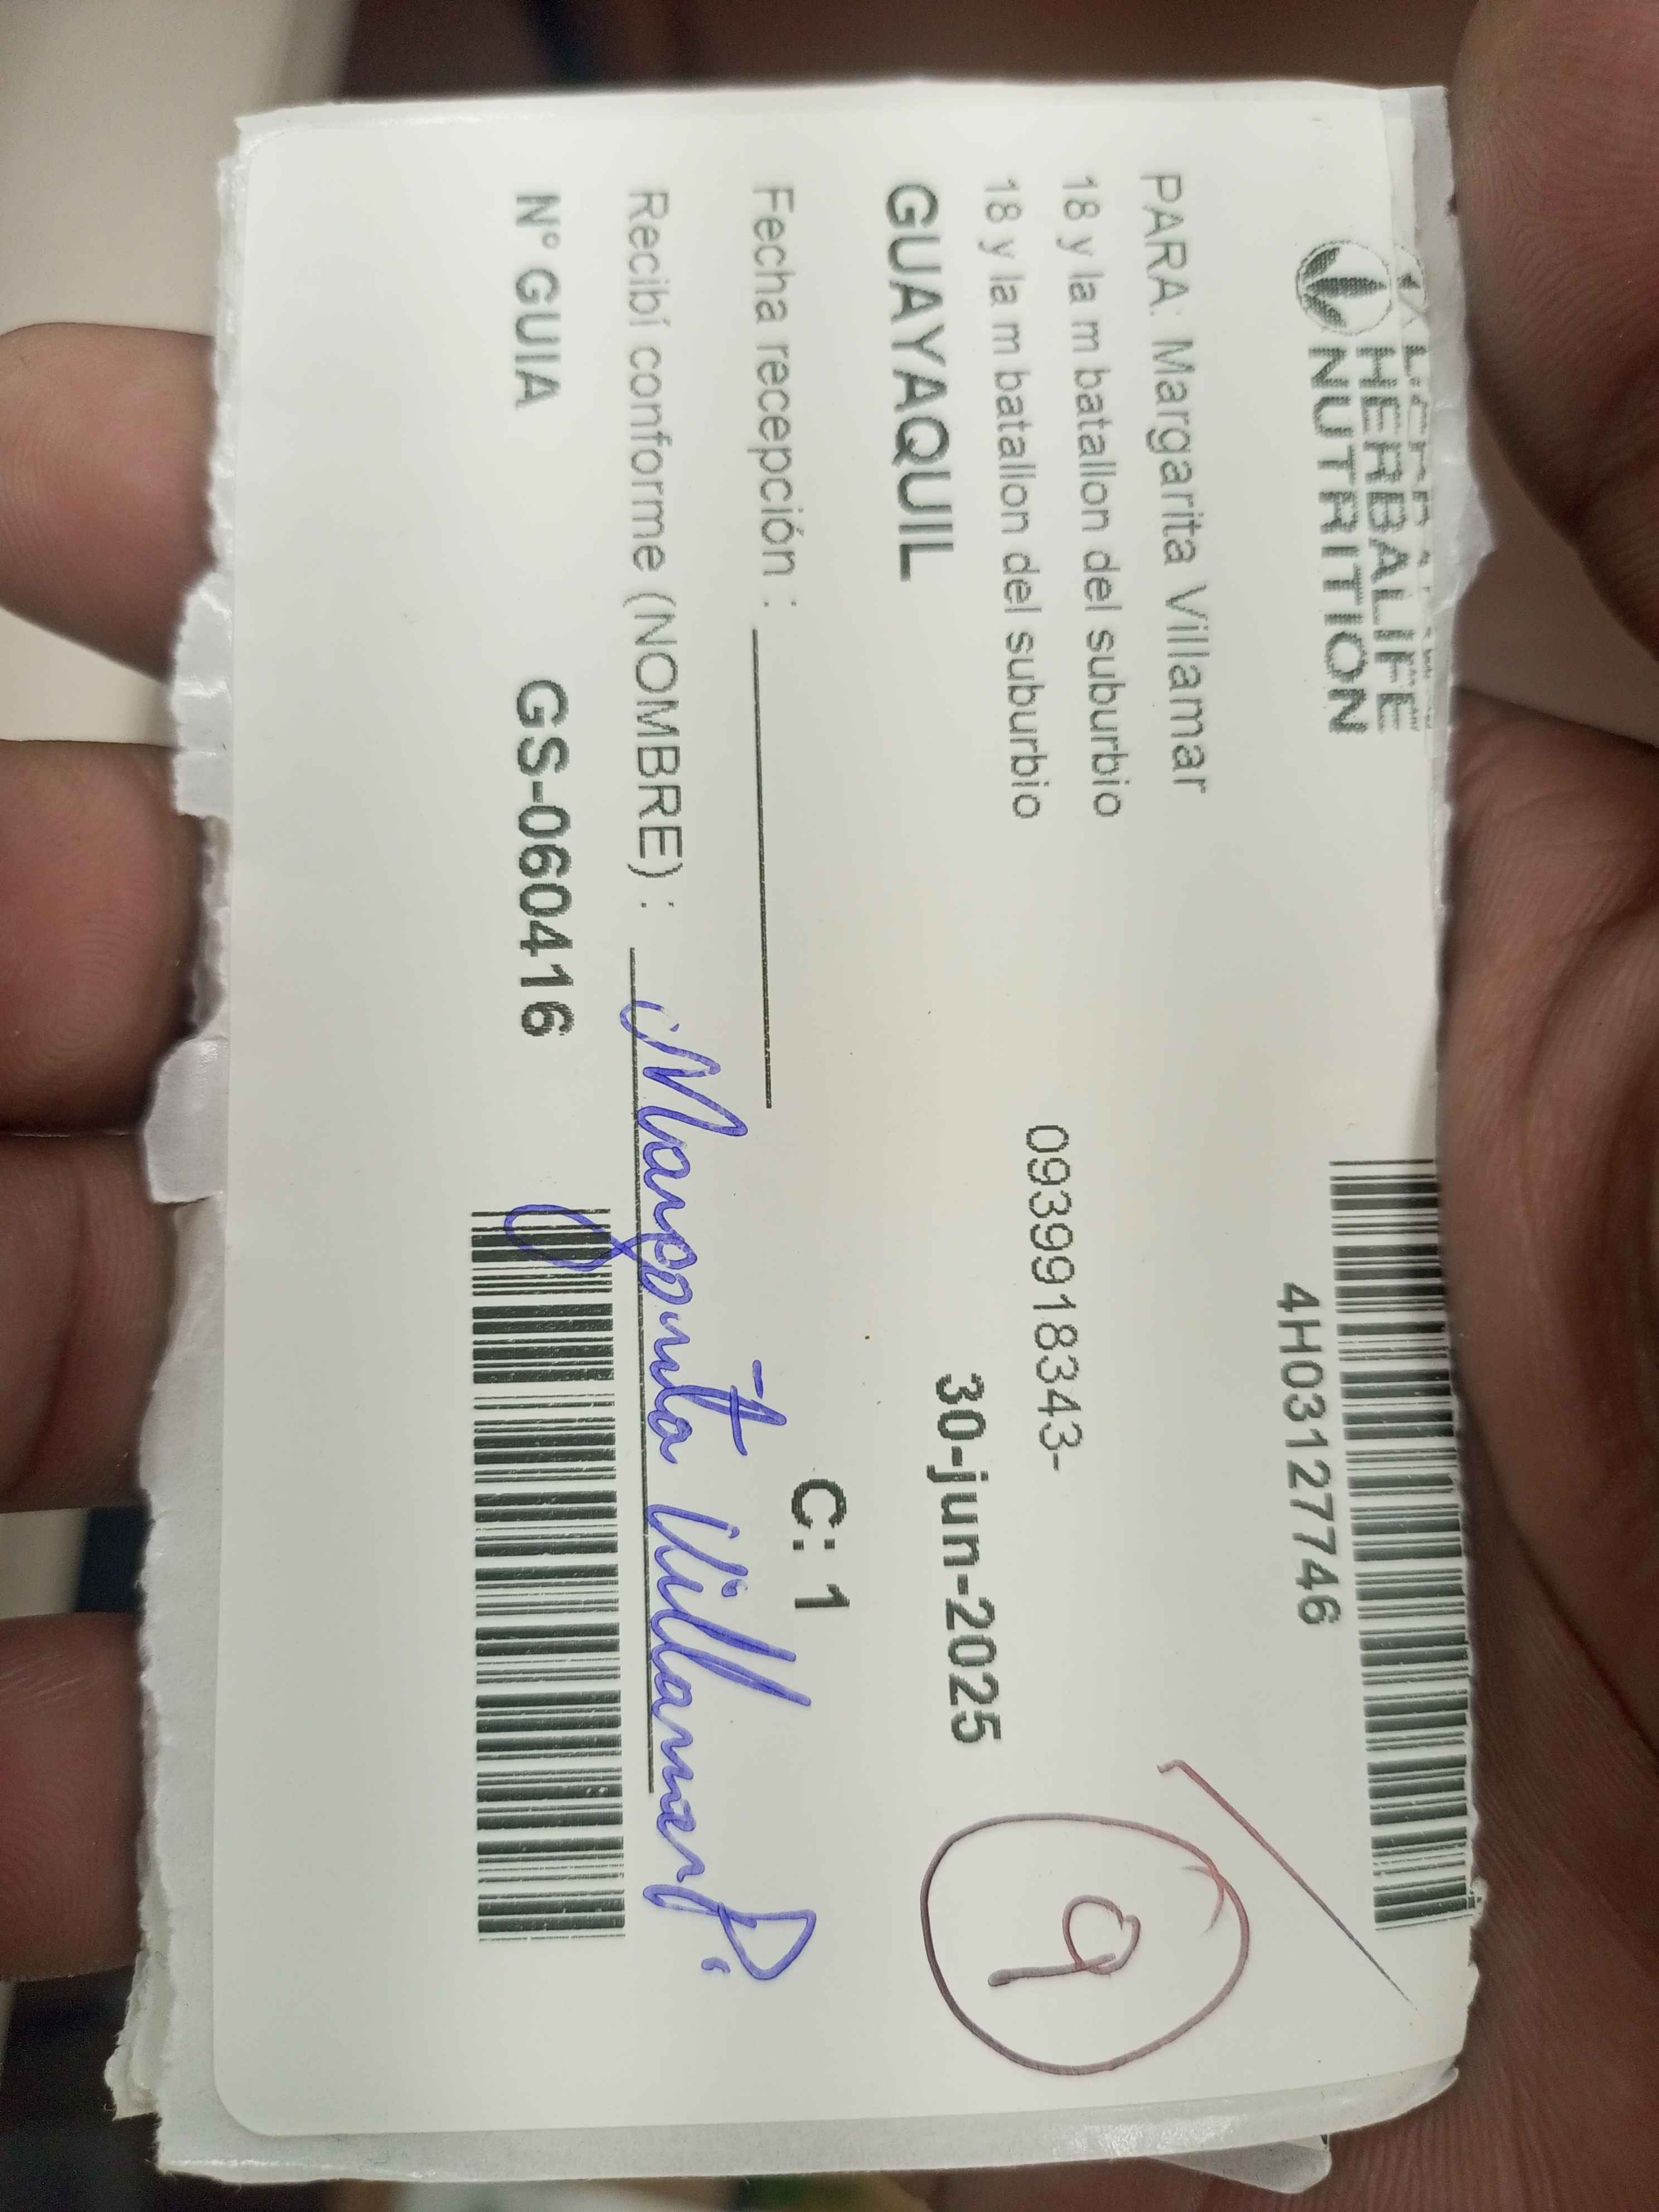 HERBALIFE
NUTRITION
4H03127746
PARA: Margarita Villamar
18 y la m batallon del suburbio
18 y la m batallon del suburbio
0939918343-
GUAYAQUIL
30-jun-2025
9
Fecha recepción :
C: 1
Recibí conforme (NOMBRE) : Margarita Villamar
N° GUIA
GS-060416